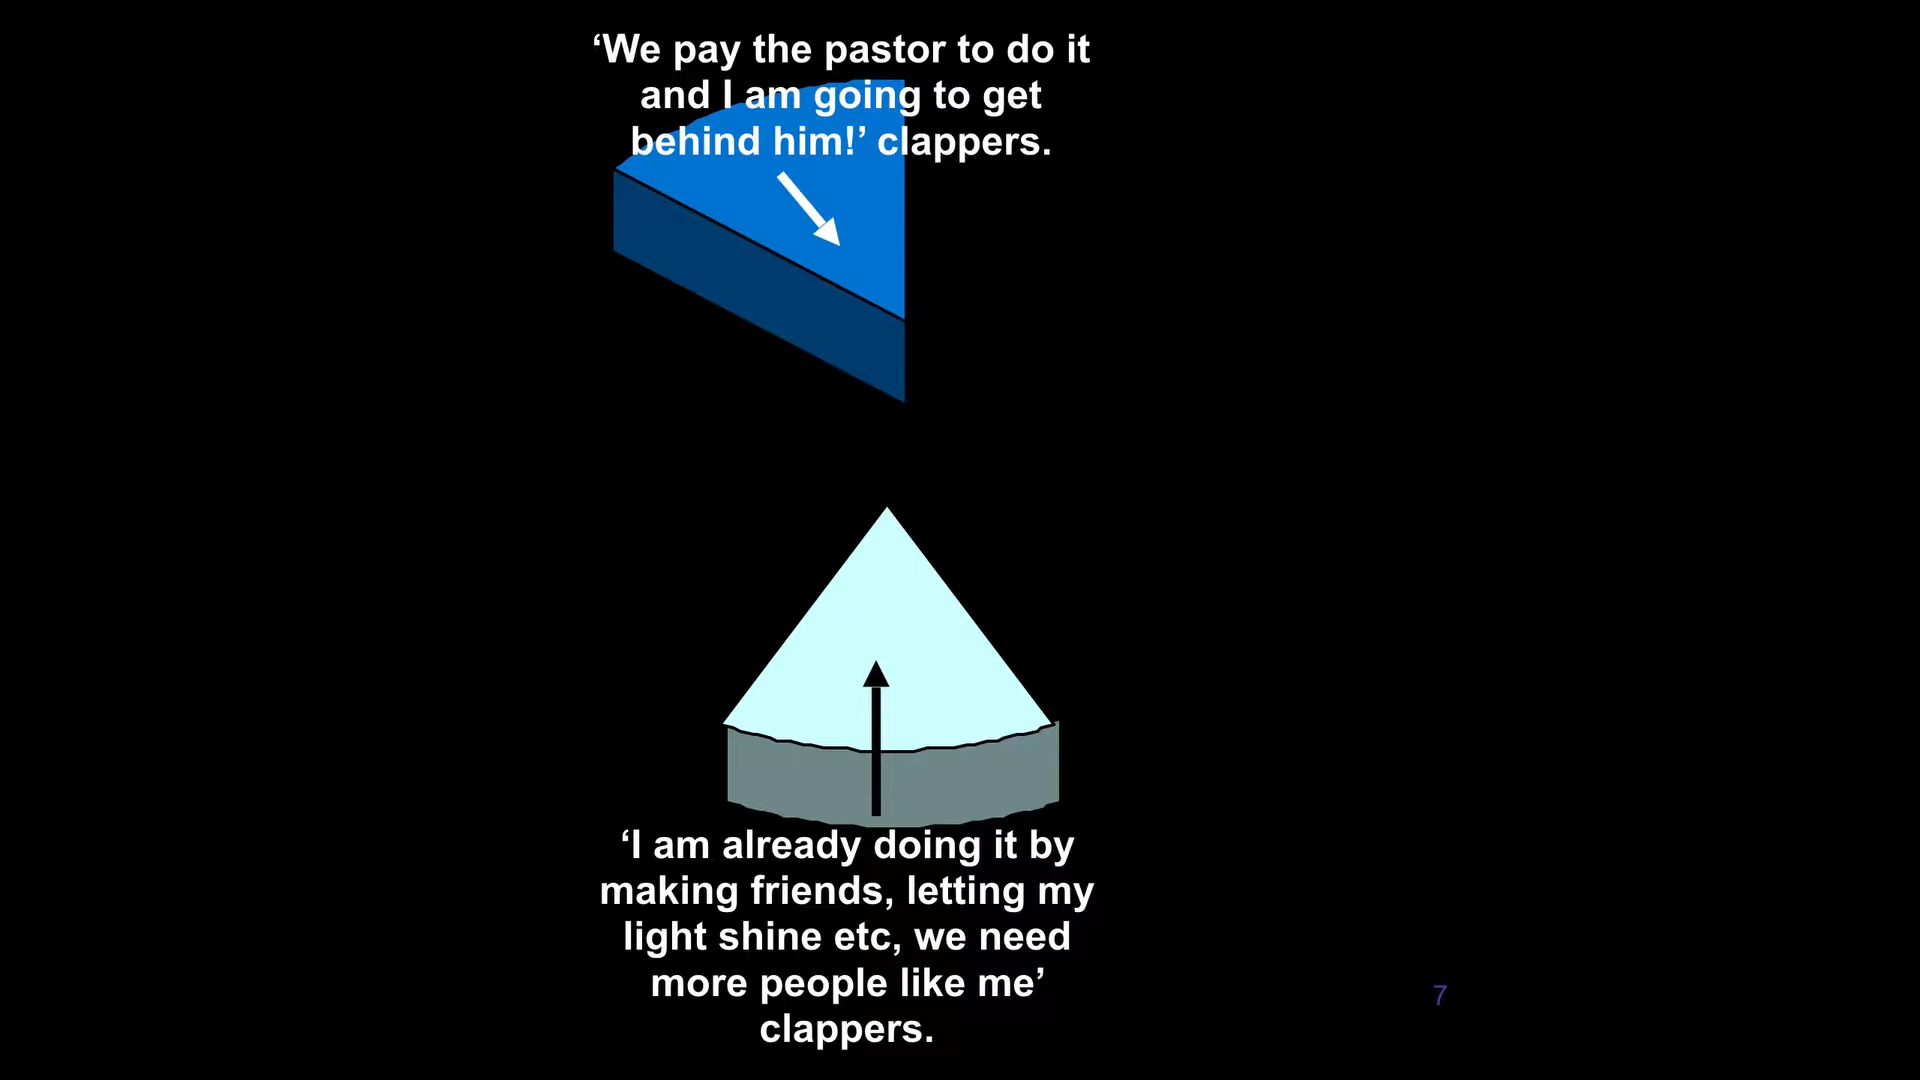 ‘We pay the pastor to do it
and I am going to get
behind him!’ clappers.
‘I am already doing it by
making friends, letting my
light shine etc, we need
more people like me’
clappers.
7